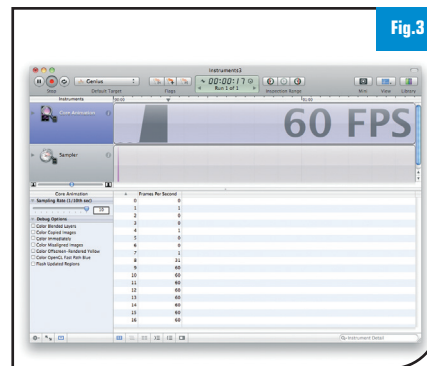 Fig.3
Instruments3
Genius
00:00:17
Run 1 of 1
Stop
Default Target
Flags
Inspection Range
Mini
View
Library
Instruments
Core Animation
60 FPS
Sampler
Core Animation
Sampling Rate (1/10th sec)
10
Debug Options
Color Blended Layers
Color Copied Images
Color Immediately
Color Misaligned Images
Color Offscreen-Rendered Yellow
Color OpenGL Fast Path Blue
Flash Updated Regions
Frames Per Second
0 0
1 1
2 0
3 0
4 1
5 0
6 0
7 1
8 31
9 60
10 60
11 60
12 60
13 60
14 60
15 60
16 60
Instrument Detail